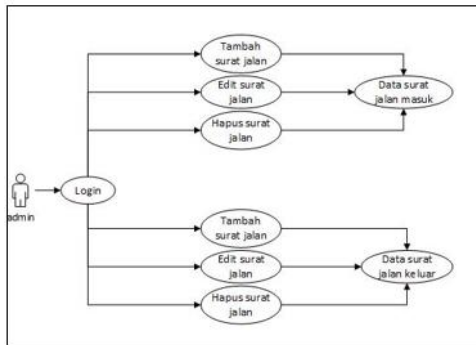 Tambah
surat jalan
Edit surat
jalan
Data surat
jalan masuk
Hapus surat
jalan
admin
Login
Tambah
surat jalan
Edit surat
jalan
Data surat
jalan keluar
Hapus surat
jalan